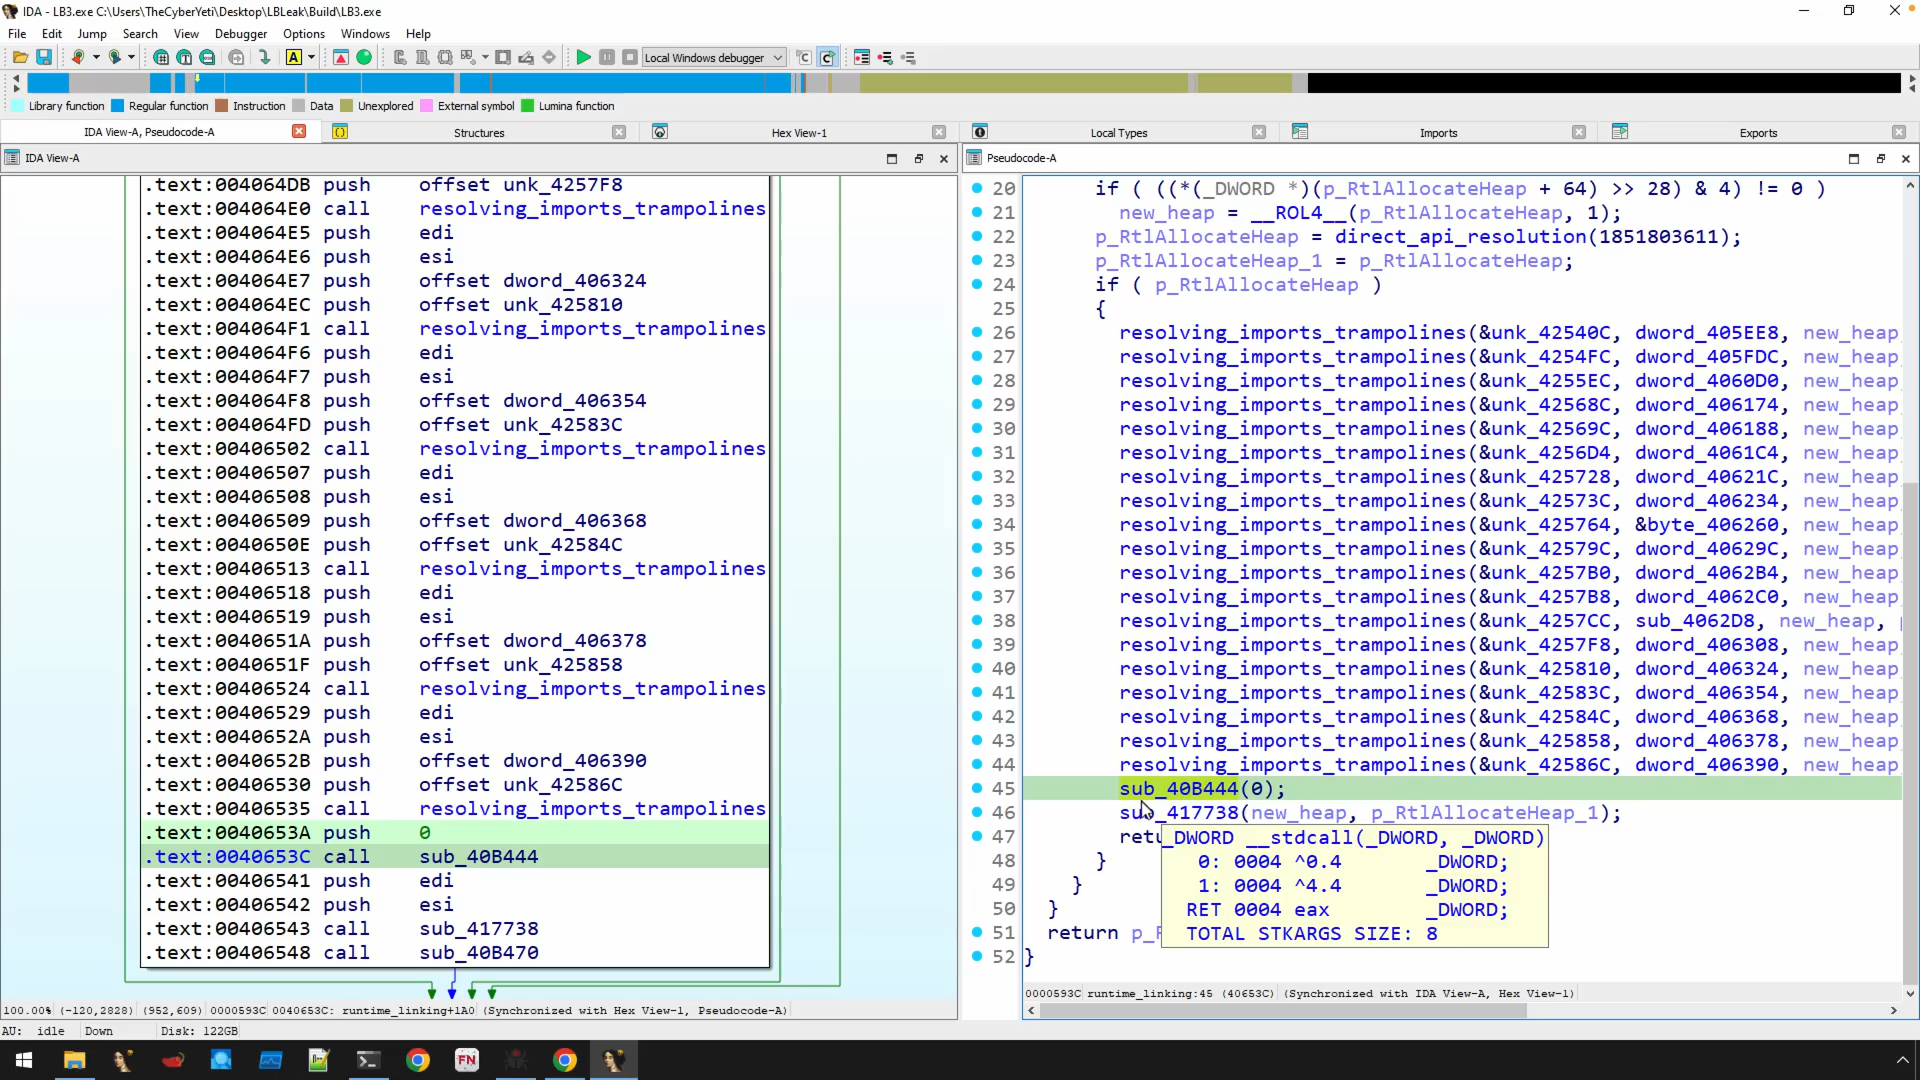 IDA - LB3.exe C:\Users\TheCyberYeti\Desktop\LBLeak\Build\LB3.exe
File Edit Jump Search View Debugger Options Windows Help
Local Windows debugger
Library function Regular function Instruction Data Unexplored External symbol Lumina function
IDA View-A, Pseudocode-A Structures Hex View-1 Local Types Imports Exports
IDA View-A
.text:004064DB push offset unk_4257F8
.text:004064E0 call resolving_imports_trampolines
.text:004064E5 push edi
.text:004064E6 push esi
.text:004064E7 push offset dword_406324
.text:004064EC push offset unk_425810
.text:004064F1 call resolving_imports_trampolines
.text:004064F6 push edi
.text:004064F7 push esi
.text:004064F8 push offset dword_406354
.text:004064FD push offset unk_42583C
.text:00406502 call resolving_imports_trampolines
.text:00406507 push edi
.text:00406508 push esi
.text:00406509 push offset dword_406368
.text:0040650E push offset unk_42584C
.text:00406513 call resolving_imports_trampolines
.text:00406518 push edi
.text:00406519 push esi
.text:0040651A push offset dword_406378
.text:0040651F push offset unk_425858
.text:00406524 call resolving_imports_trampolines
.text:00406529 push edi
.text:0040652A push esi
.text:0040652B push offset dword_406390
.text:00406530 push offset unk_42586C
.text:00406535 call resolving_imports_trampolines
.text:0040653A push 0
.text:0040653C call sub_40B444
.text:00406541 push edi
.text:00406542 push esi
.text:00406543 call sub_417738
.text:00406548 call sub_40B470
100.00% (-120,2828) (952,609) 0000593C 0040653C: runtime_linking+1A0 (Synchronized with Hex View-1, Pseudocode-A)
Pseudocode-A
20 if ( ((*(_DWORD *)(p_RtlAllocateHeap + 64) >> 28) & 4) != 0 )
21 new_heap = __ROL4__(p_RtlAllocateHeap, 1);
22 p_RtlAllocateHeap = direct_api_resolution(1851803611);
23 p_RtlAllocateHeap_1 = p_RtlAllocateHeap;
24 if ( p_RtlAllocateHeap )
25 {
26 resolving_imports_trampolines(&unk_42540C, dword_405EE8, new_heap,
27 resolving_imports_trampolines(&unk_4254FC, dword_405FDC, new_heap,
28 resolving_imports_trampolines(&unk_4255EC, dword_4060D0, new_heap,
29 resolving_imports_trampolines(&unk_42568C, dword_406174, new_heap,
30 resolving_imports_trampolines(&unk_42569C, dword_406188, new_heap,
31 resolving_imports_trampolines(&unk_4256D4, dword_4061C4, new_heap,
32 resolving_imports_trampolines(&unk_425728, dword_40621C, new_heap,
33 resolving_imports_trampolines(&unk_42573C, dword_406234, new_heap,
34 resolving_imports_trampolines(&unk_425764, &byte_406260, new_heap,
35 resolving_imports_trampolines(&unk_42579C, dword_40629C, new_heap,
36 resolving_imports_trampolines(&unk_4257B0, dword_4062B4, new_heap,
37 resolving_imports_trampolines(&unk_4257B8, dword_4062C0, new_heap,
38 resolving_imports_trampolines(&unk_4257CC, sub_4062D8, new_heap,
39 resolving_imports_trampolines(&unk_4257F8, dword_406308, new_heap,
40 resolving_imports_trampolines(&unk_425810, dword_406324, new_heap,
41 resolving_imports_trampolines(&unk_42583C, dword_406354, new_heap,
42 resolving_imports_trampolines(&unk_42584C, dword_406368, new_heap,
43 resolving_imports_trampolines(&unk_425858, dword_406378, new_heap,
44 resolving_imports_trampolines(&unk_42586C, dword_406390, new_heap,
45 sub_40B444(0);
46 sub_417738(new_heap, p_RtlAllocateHeap_1);
47 retu
_DWORD __stdcall(_DWORD, _DWORD)
0: 0004 ^0.4 _DWORD;
1: 0004 ^4.4 _DWORD;
RET 0004 eax _DWORD;
TOTAL STKARGS SIZE: 8
48 }
49 }
50 }
51 return p_
52 }
0000593C runtime_linking:45 (40653C) (Synchronized with IDA View-A, Hex View-1)
AU: idle Down Disk: 122GB
FN